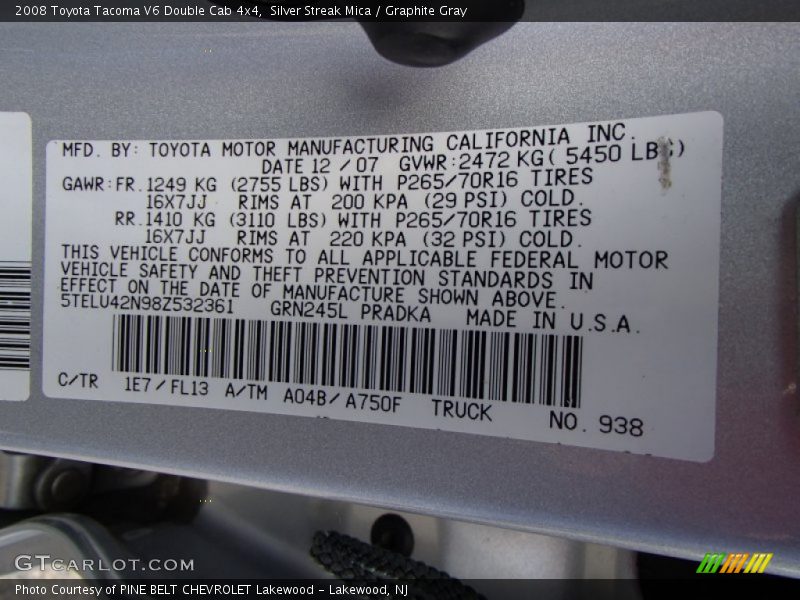 2008 Toyota Tacoma V6 Double Cab 4x4,  Silver Streak Mica / Graphite Gray
MFD. BY: TOYOTA MOTOR MANUFACTURING CALIFORNIA INC.
DATE 12 / 07  GVWR:2472 KG( 5450 LBS)
GAWR:FR.1249 KG (2755 LBS) WITH P265/70R16 TIRES
16X7JJ  RIMS AT  200 KPA (29 PSI) COLD.
RR.1410 KG (3110 LBS) WITH P265/70R16 TIRES
16X7JJ  RIMS AT  220 KPA (32 PSI) COLD.
THIS VEHICLE CONFORMS TO ALL APPLICABLE FEDERAL MOTOR
VEHICLE SAFETY AND THEFT PREVENTION STANDARDS IN
EFFECT ON THE DATE OF MANUFACTURE SHOWN ABOVE.
5TELU42N98Z532361  GRN245L PRADKA  MADE IN U.S.A.
C/TR  1E7/FL13  A/TM  A04B/A750F  TRUCK  NO. 938
GTCARLOT.COM
Photo Courtesy of PINE BELT CHEVROLET Lakewood - Lakewood, NJ